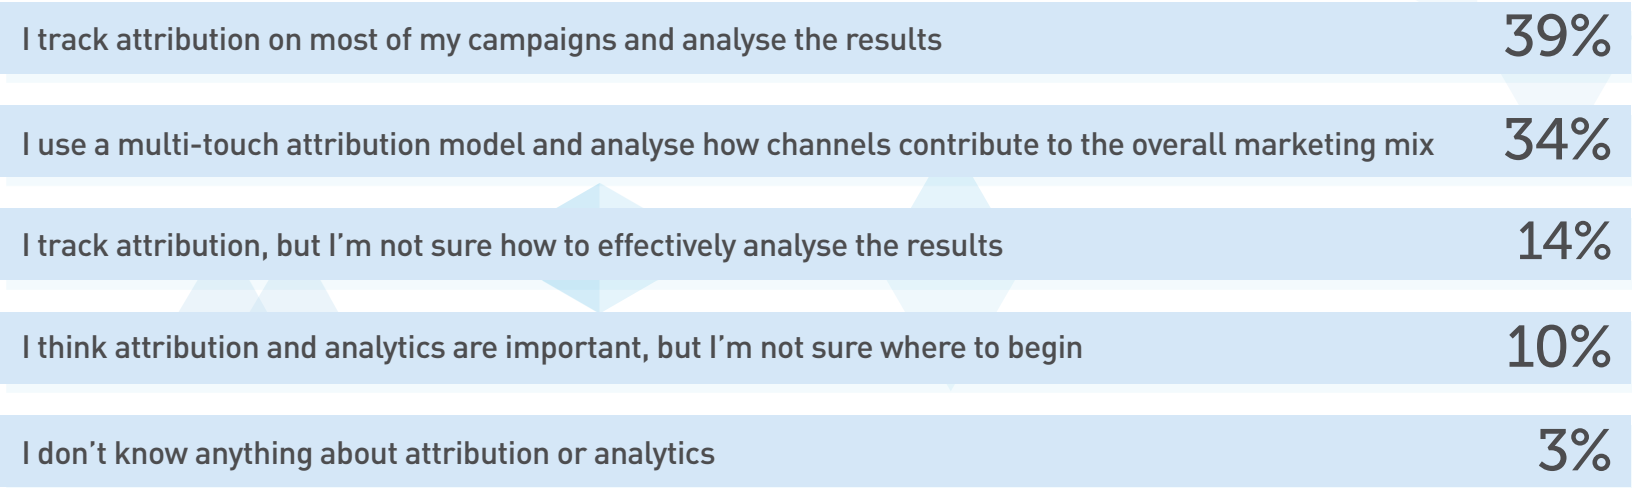 I track attribution on most of my campaigns and analyse the results 39%
I use a multi-touch attribution model and analyse how channels contribute to the overall marketing mix 34%
I track attribution, but I’m not sure how to effectively analyse the results 14%
I think attribution and analytics are important, but I’m not sure where to begin 10%
I don’t know anything about attribution or analytics 3%